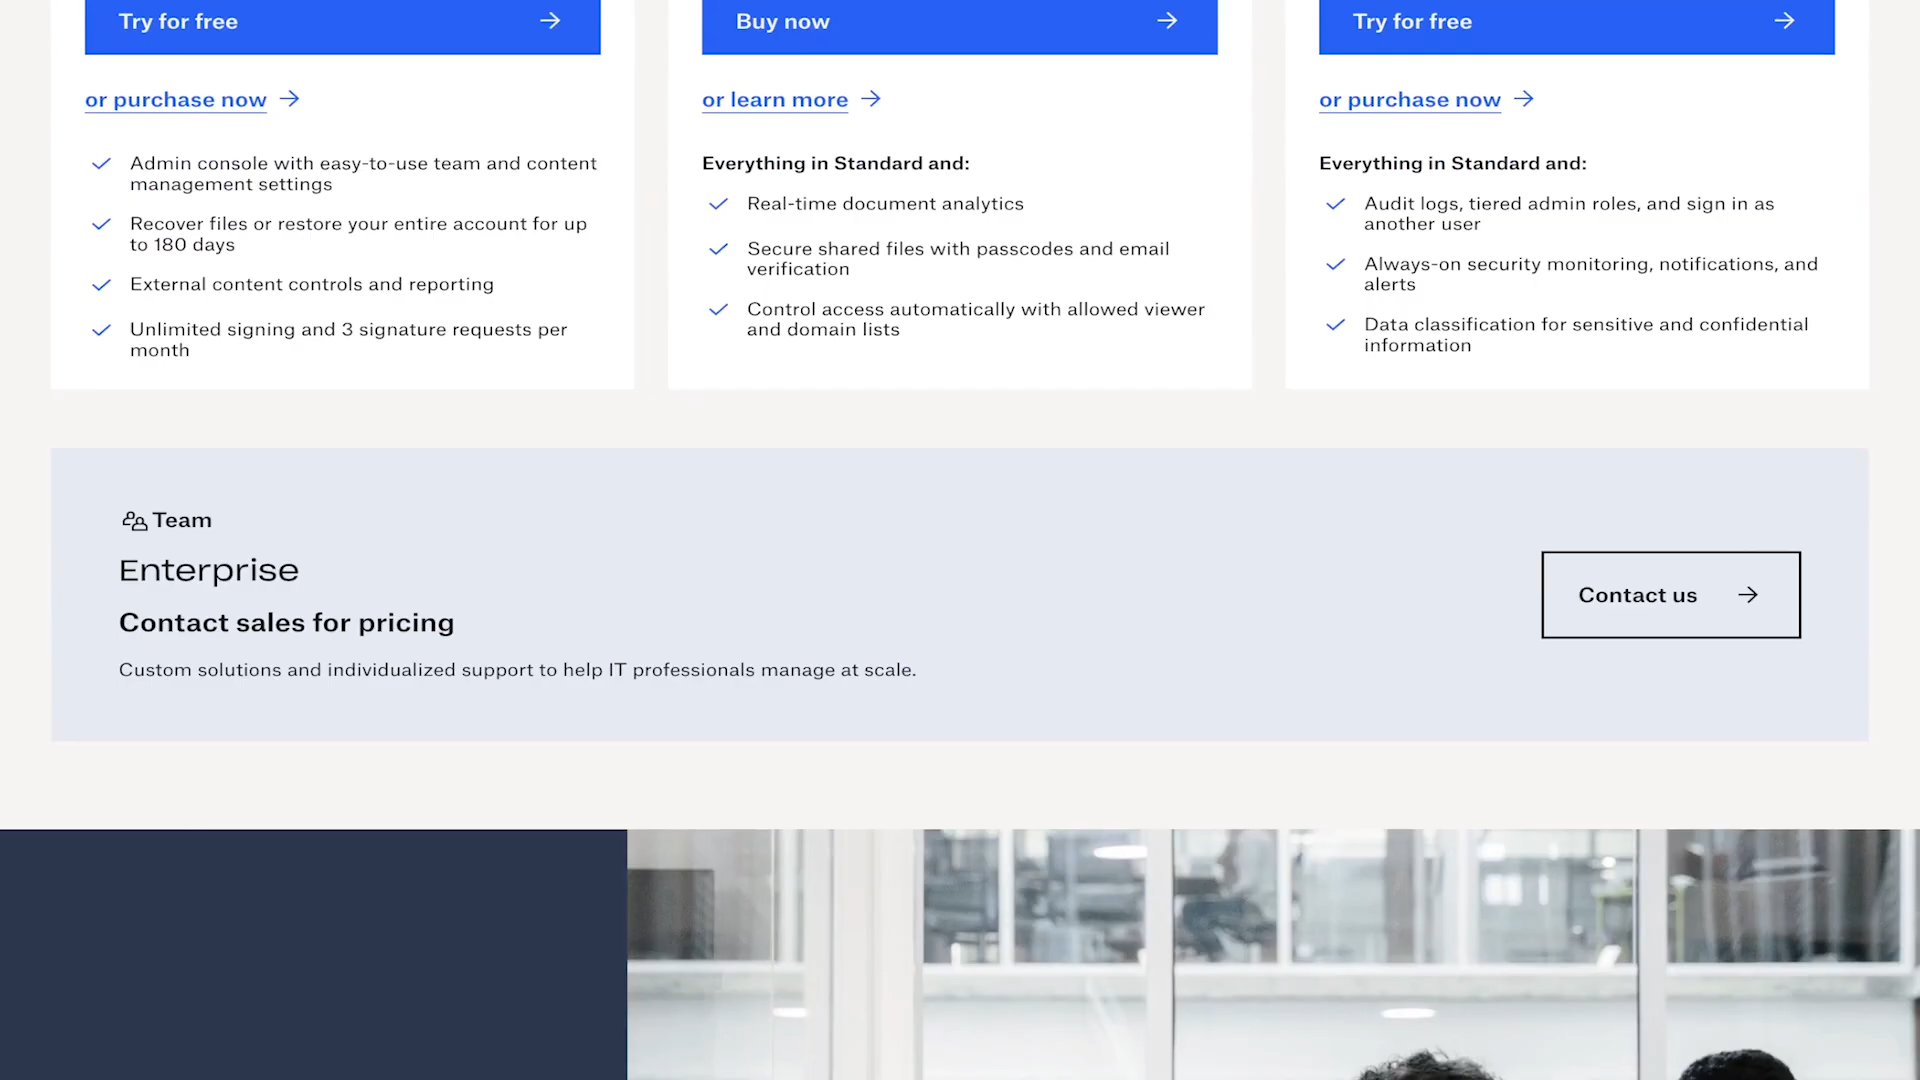 Try for free
or purchase now
Admin console with easy-to-use team and content
management settings
Recover files or restore your entire account for up
to 180 days
External content controls and reporting
Unlimited signing and 3 signature requests per
month
Buy now
or learn more
Everything in Standard and:
Real-time document analytics
Secure shared files with passcodes and email
verification
Control access automatically with allowed viewer
and domain lists
Try for free
or purchase now
Everything in Standard and:
Audit logs, tiered admin roles, and sign in as
another user
Always-on security monitoring, notifications, and
alerts
Data classification for sensitive and confidential
information
Team
Enterprise
Contact sales for pricing
Custom solutions and individualized support to help IT professionals manage at scale.
Contact us